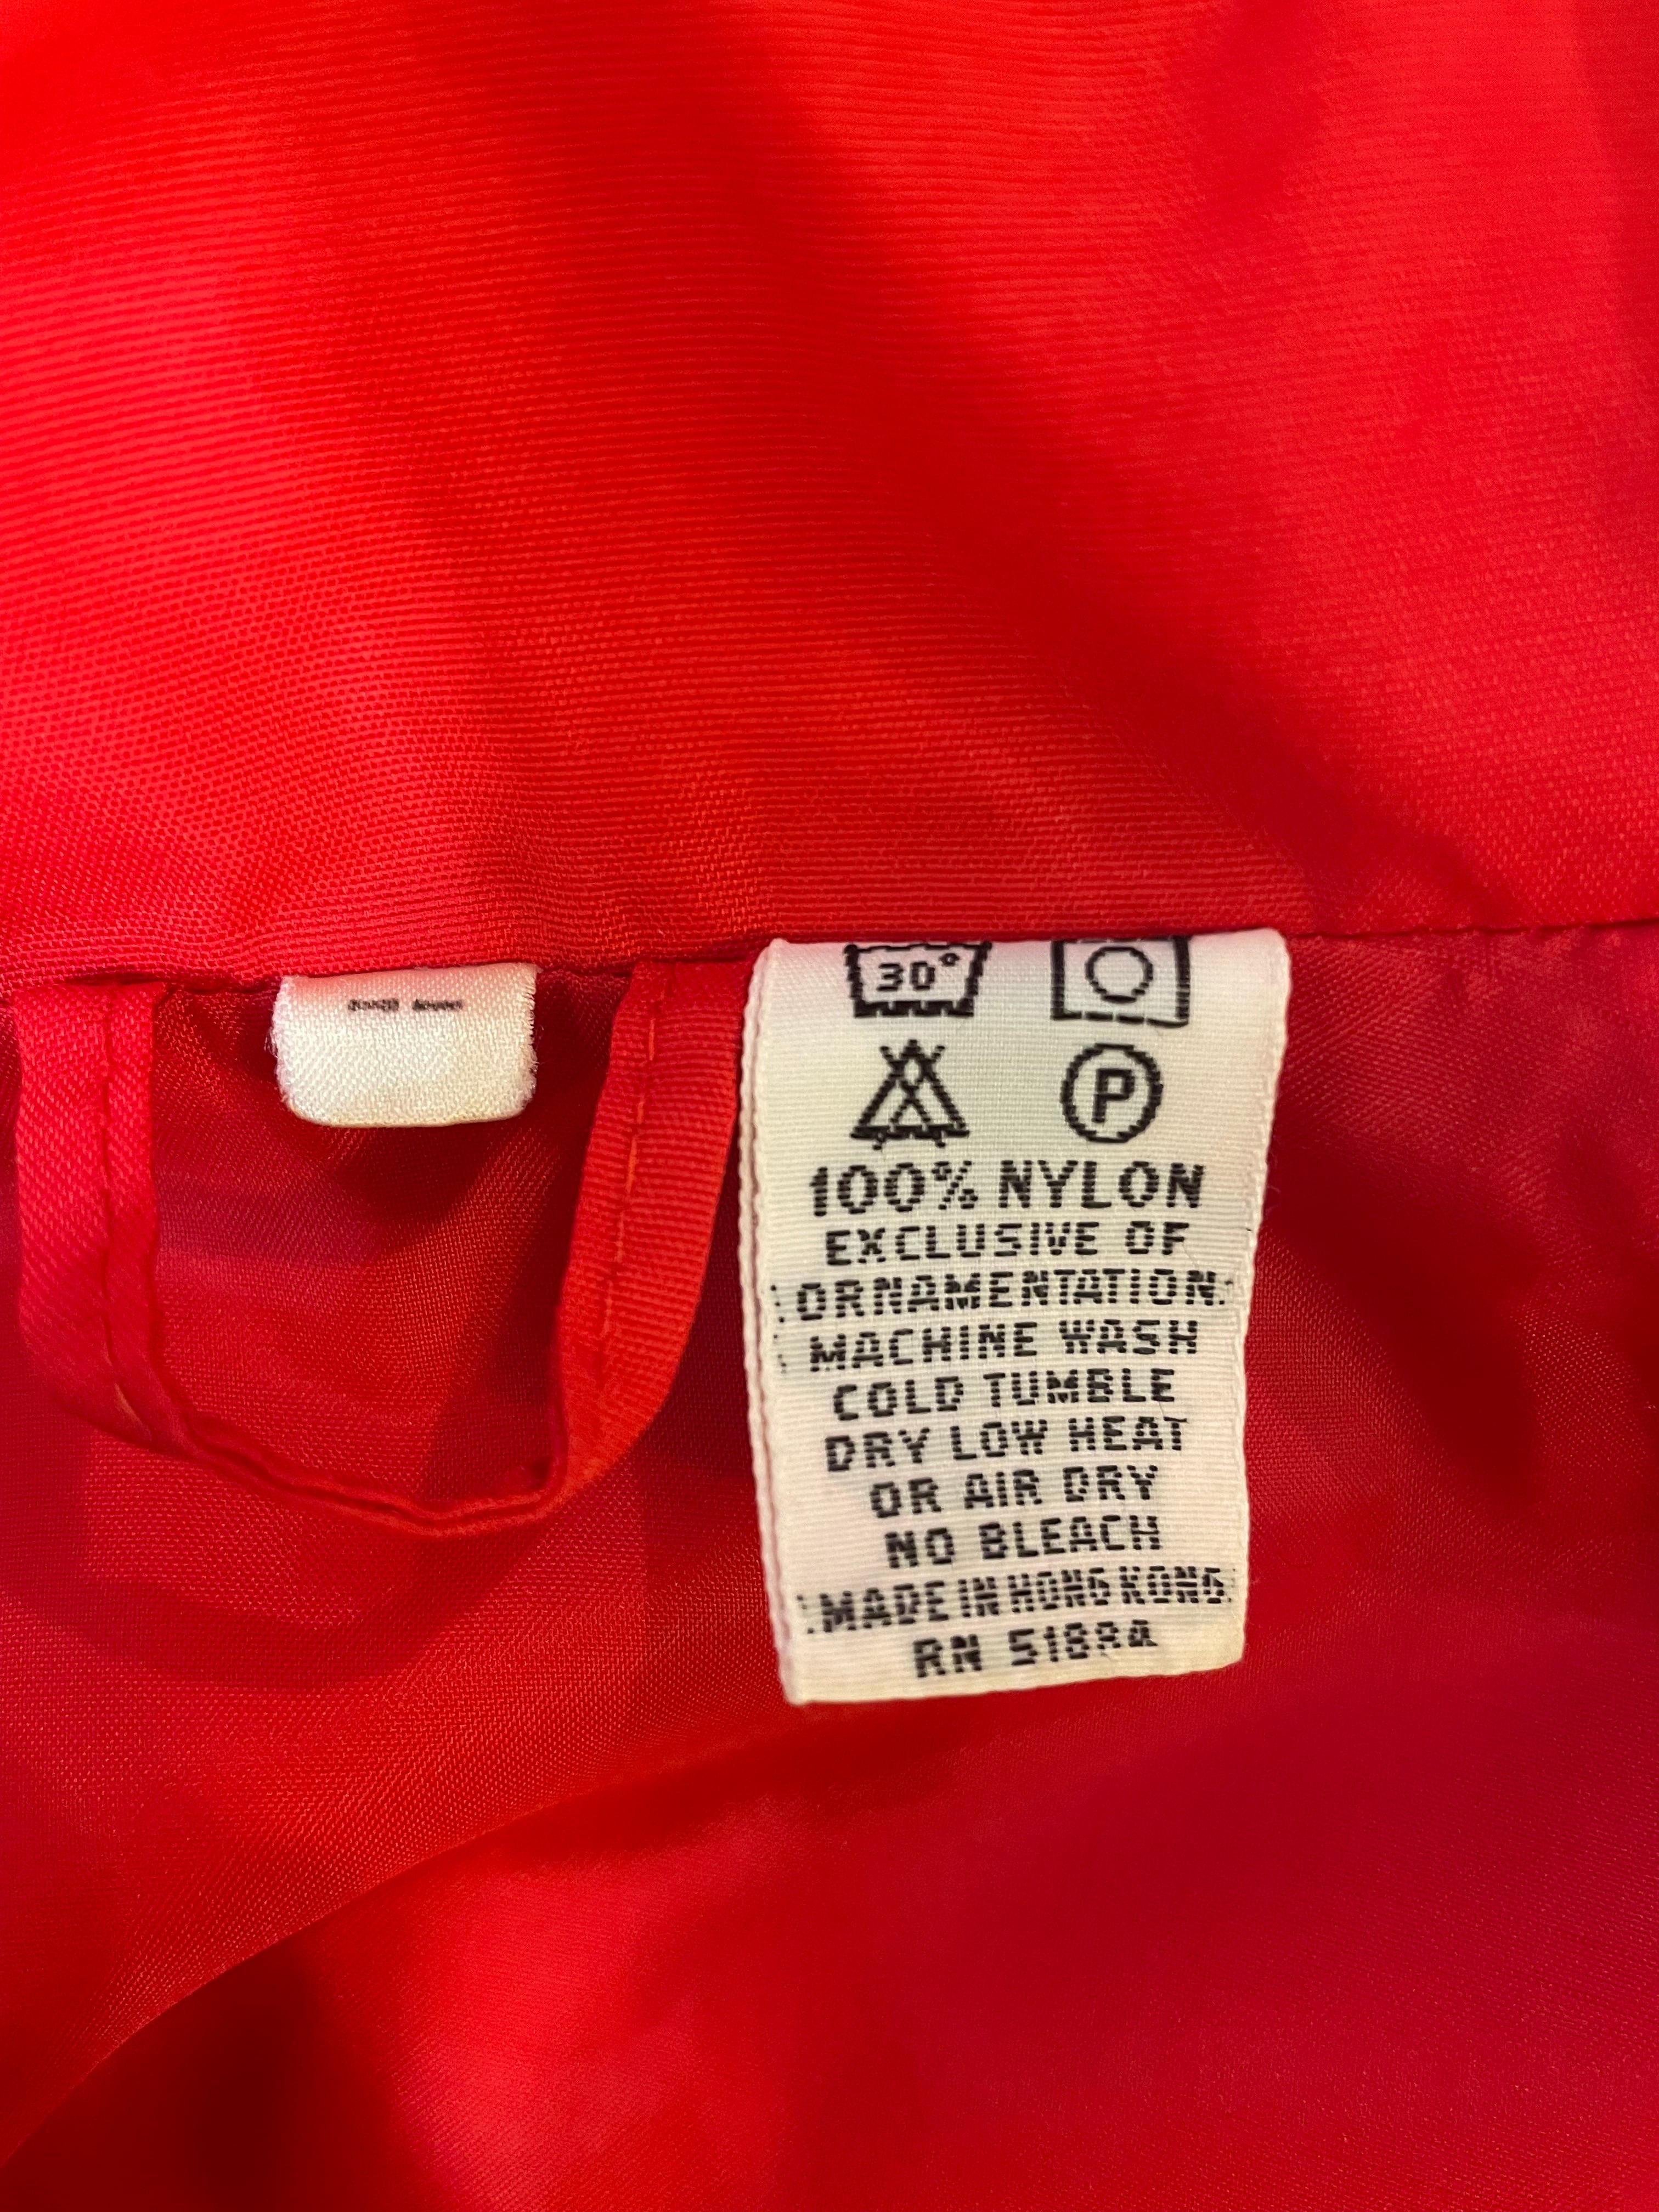 30°
P
100% NYLON
EXCLUSIVE OF
ORNAMENTATION
MACHINE WASH
COLD TUMBLE
DRY LOW HEAT
OR AIR DRY
NO BLEACH
MADE IN HONG KONG
RN